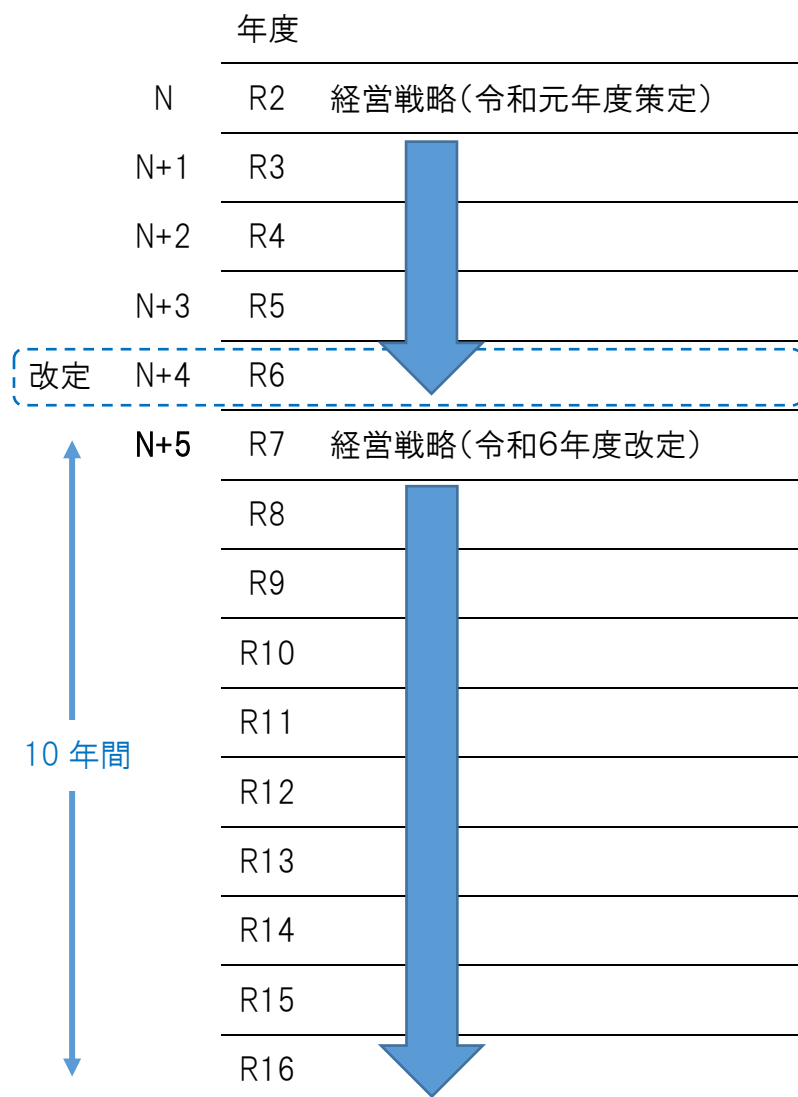 年度
N R2 経営戦略(令和元年度策定)
N+1 R3
N+2 R4
N+3 R5
改定 N+4 R6
N+5 R7 経営戦略(令和6年度改定)
R8
R9
R10
R11
10 年間
R12
R13
R14
R15
R16